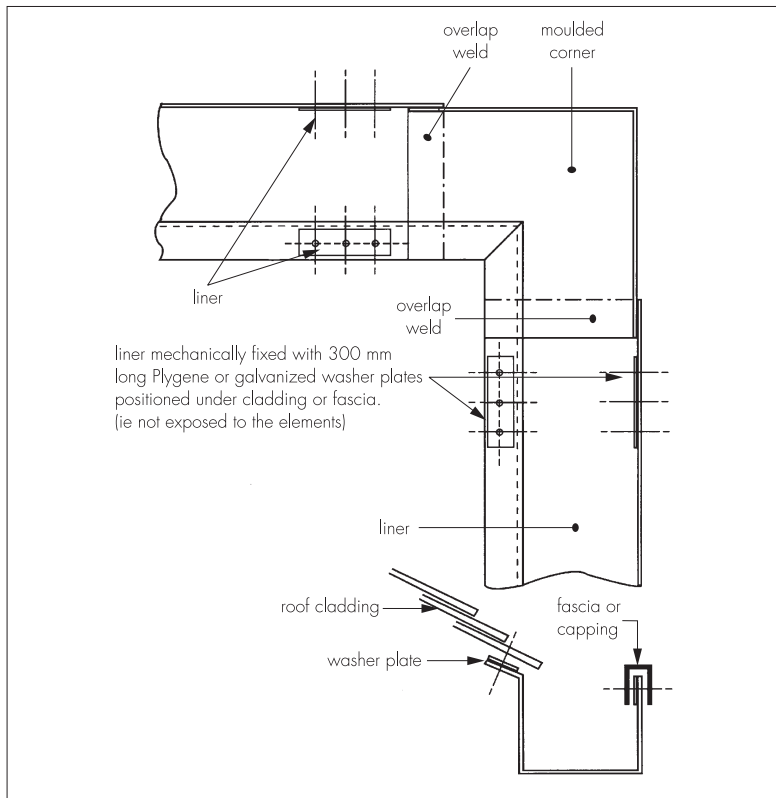 overlap
weld
moulded
corner
liner
overlap
weld
liner mechanically fixed with 300 mm
long Plygene or galvanized washer plates
positioned under cladding or fascia.
(ie not exposed to the elements)
liner
roof cladding
fascia or
capping
washer plate